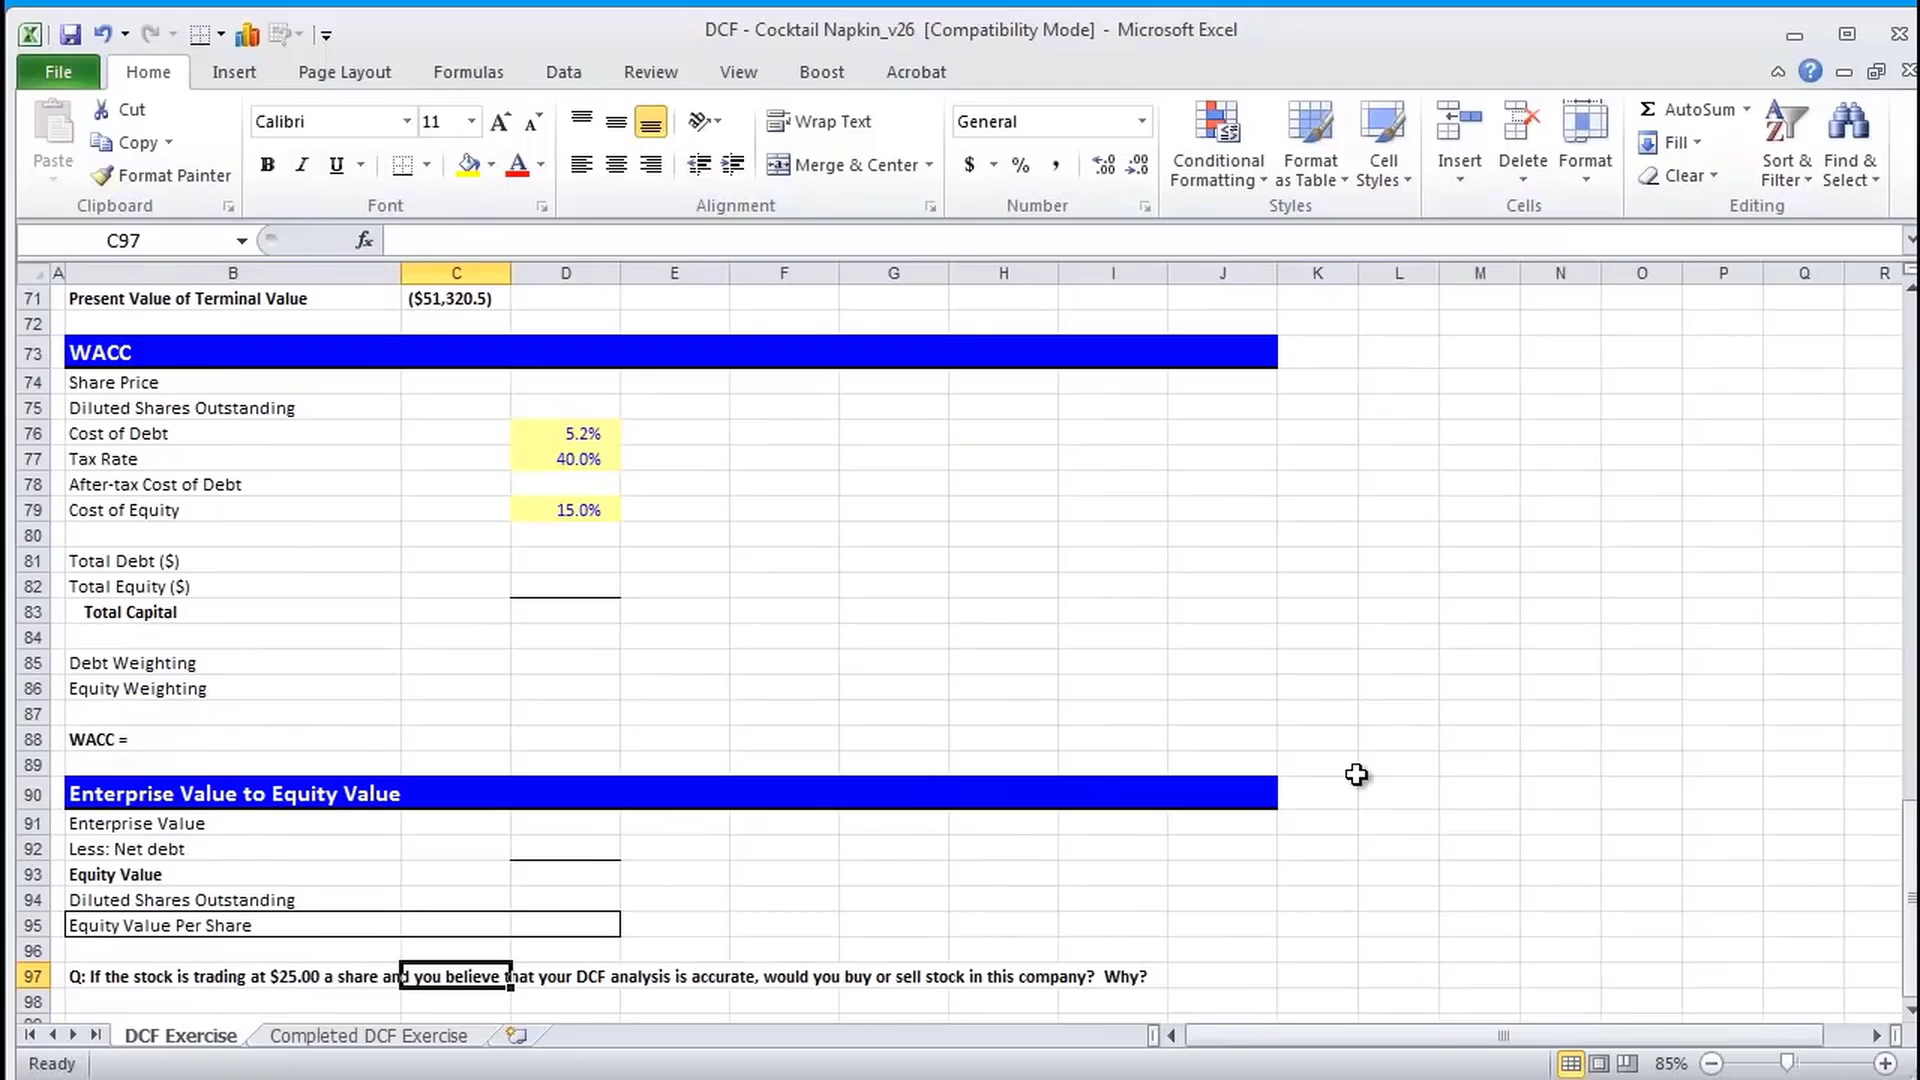 DCF - Cocktail Napkin_v26 [Compatibility Mode] - Microsoft Excel
File Home Insert Page Layout Formulas Data Review View Boost Acrobat
Paste
Cut
Copy
Format Painter
Clipboard
Calibri 11
B I U
Font
Wrap Text
Merge & Center
Alignment
General
$ % ,
Number
Conditional Formatting
Format as Table
Cell Styles
Styles
Insert Delete Format
Cells
AutoSum
Fill
Clear
Sort & Filter
Find & Select
Editing
C97 fx
A B C D E F G H I J K L M N O P Q R
71 Present Value of Terminal Value ($51,320.5)
72
73 WACC
74 Share Price
75 Diluted Shares Outstanding
76 Cost of Debt 5.2%
77 Tax Rate 40.0%
78 After-tax Cost of Debt
79 Cost of Equity 15.0%
80
81 Total Debt ($)
82 Total Equity ($)
83 Total Capital
84
85 Debt Weighting
86 Equity Weighting
87
88 WACC =
89
90 Enterprise Value to Equity Value
91 Enterprise Value
92 Less: Net debt
93 Equity Value
94 Diluted Shares Outstanding
95 Equity Value Per Share
96
97 Q: If the stock is trading at $25.00 a share and you believe that your DCF analysis is accurate, would you buy or sell stock in this company? Why?
98
DCF Exercise Completed DCF Exercise
Ready 85%